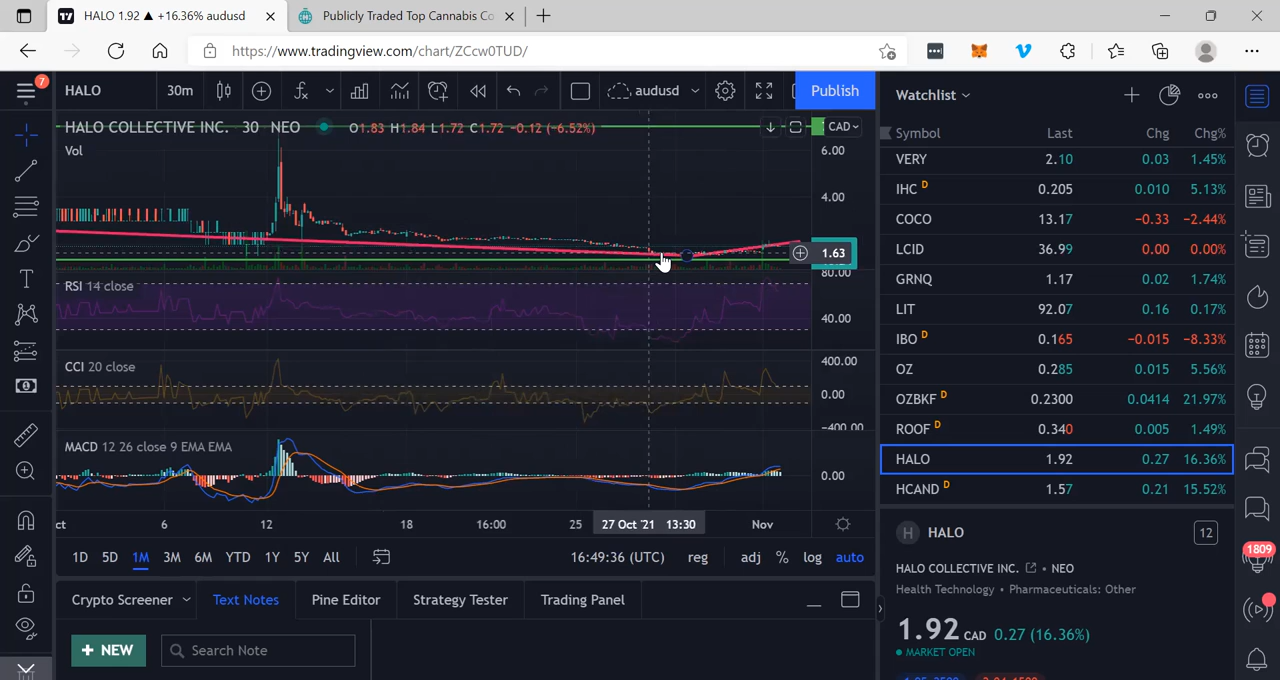 HALO 1.92 ▲ +16.36% audusd
Publicly Traded Top Cannabis Co
https://www.tradingview.com/chart/ZCcw0TUD/
7
HALO
30m
audusd
Publish
HALO COLLECTIVE INC. 30 NEO
O1.83 H1.84 L1.72 C1.72 -0.12 (-6.52%)
CAD
Vol
6.00
4.00
1.63
80.00
RSI 14 close
40.00
CCI 20 close
400.00
0.00
-400.00
MACD 12 26 close 9 EMA EMA
0.00
ct 6 12 18 16:00 25 27 Oct '21 13:30 Nov
1D 5D 1M 3M 6M YTD 1Y 5Y All
16:49:36 (UTC) reg adj % log auto
Crypto Screener Text Notes Pine Editor Strategy Tester Trading Panel
+ NEW
Search Note
Watchlist
Symbol Last Chg Chg%
VERY 2.10 0.03 1.45%
IHC D 0.205 0.010 5.13%
COCO 13.17 -0.33 -2.44%
LCID 36.99 0.00 0.00%
GRNQ 1.17 0.02 1.74%
LIT 92.07 0.16 0.17%
IBO D 0.165 -0.015 -8.33%
OZ 0.285 0.015 5.56%
OZBKF D 0.2300 0.0414 21.97%
ROOF D 0.340 0.005 1.49%
HALO 1.92 0.27 16.36%
HCAND D 1.57 0.21 15.52%
H HALO
12
HALO COLLECTIVE INC. • NEO
Health Technology • Pharmaceuticals: Other
1.92 CAD 0.27 (16.36%)
MARKET OPEN
1809